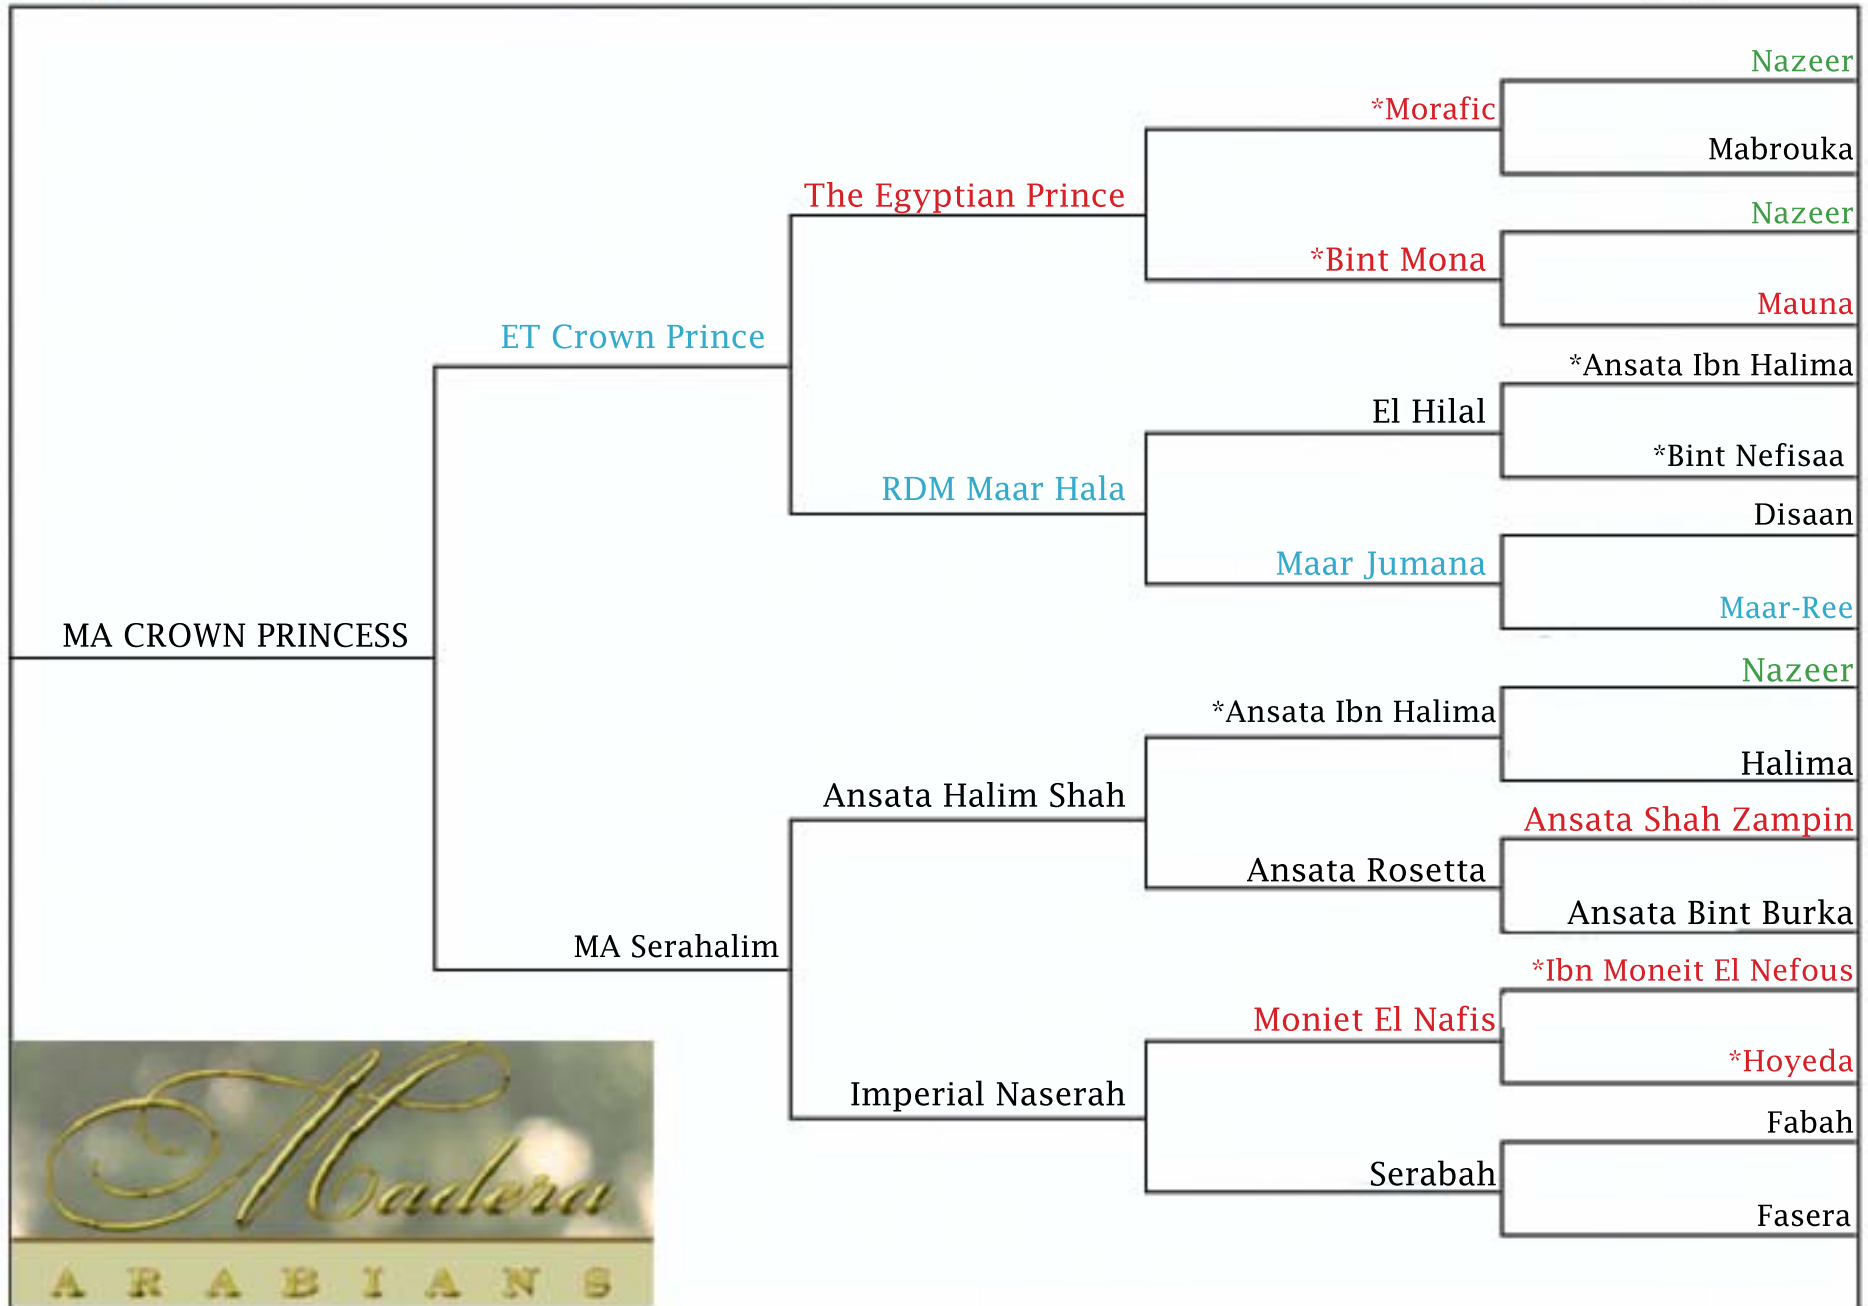 Nazeer
*Morafic
Mabrouka
The Egyptian Prince
Nazeer
*Bint Mona
Mauna
ET Crown Prince
*Ansata Ibn Halima
El Hilal
*Bint Nefisaa
RDM Maar Hala
Disaan
Maar Jumana
Maar-Ree
MA CROWN PRINCESS
Nazeer
*Ansata Ibn Halima
Halima
Ansata Halim Shah
Ansata Shah Zampin
Ansata Rosetta
Ansata Bint Burka
MA Serahalim
*Ibn Moneit El Nefous
Moniet El Nafis
*Hoyeda
Imperial Naserah
Fabah
Serabah
Fasera
Madera
ARABIANS